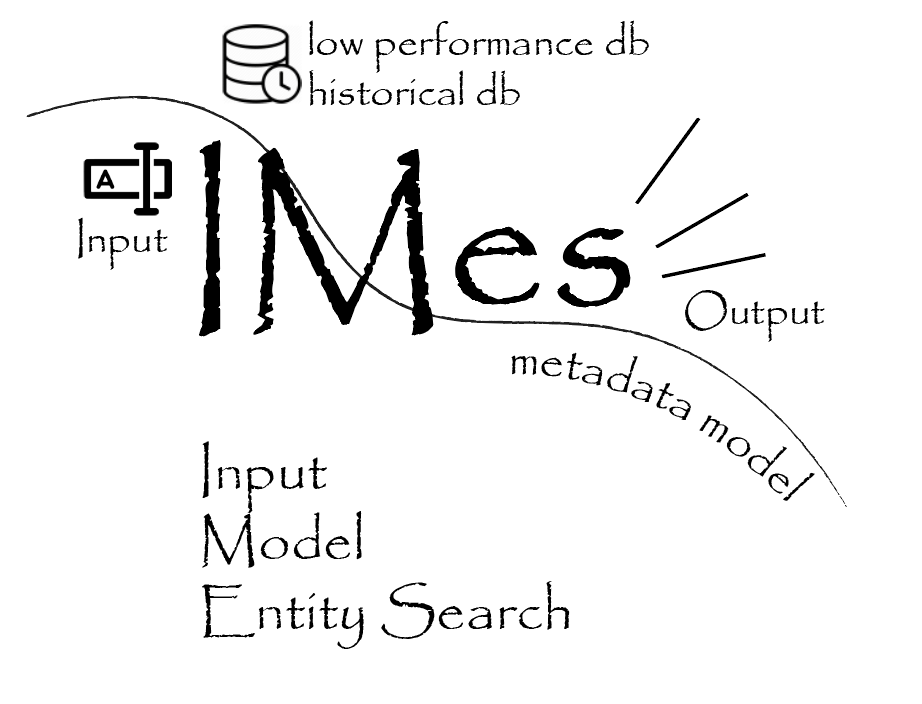 low performance db
historical db
A
Input
IMes
Output
metadata model
Input
Model
Entity Search